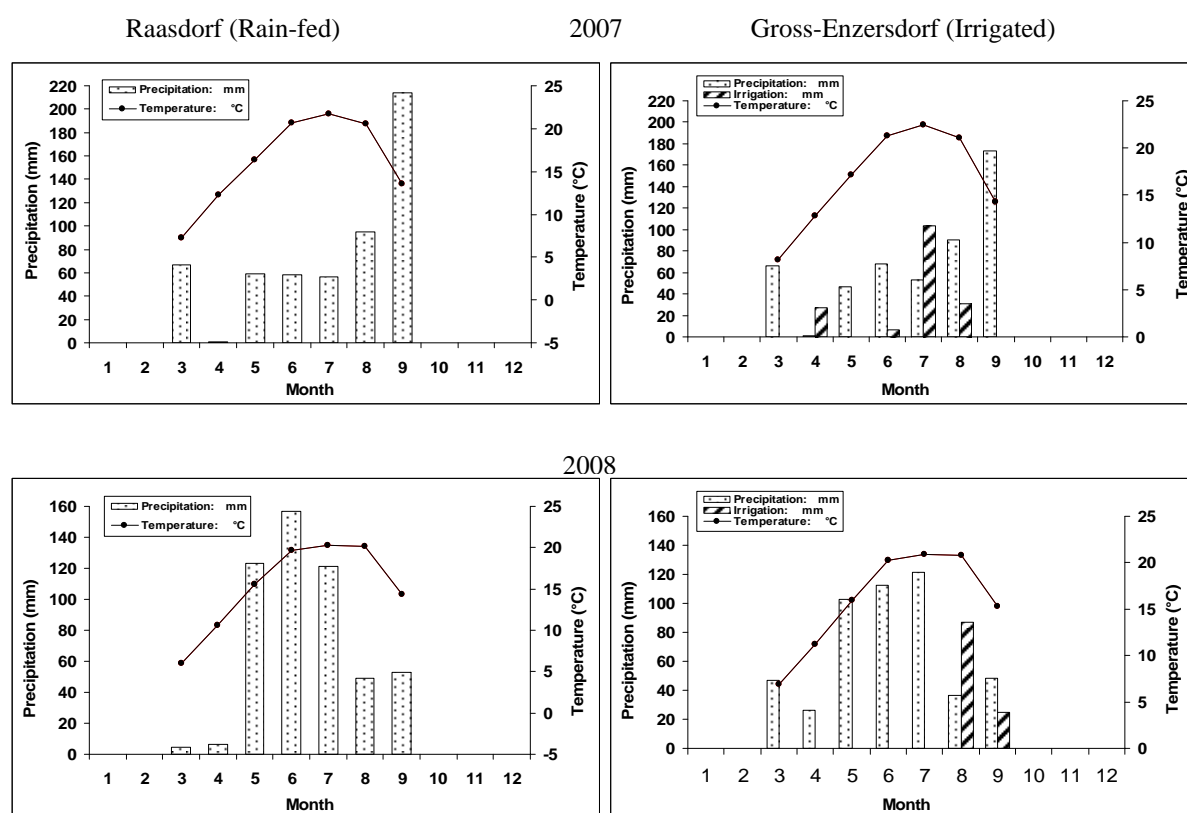 Raasdorf (Rain-fed) 2007 Gross-Enzersdorf (Irrigated)
Precipitation: mm
Temperature: °C
Precipitation (mm)
220
200
180
160
140
120
100
80
60
40
20
0
25
20
15
10
5
0
-5
Temperature (°C)
1 2 3 4 5 6 7 8 9 10 11 12
Month
Precipitation: mm
Irrigation: mm
Temperature: °C
Precipitation (mm)
220
200
180
160
140
120
100
80
60
40
20
0
25
20
15
10
5
0
Temperature (°C)
1 2 3 4 5 6 7 8 9 10 11 12
Month
2008
Precipitation: mm
Temperature: °C
Precipitation (mm)
160
140
120
100
80
60
40
20
0
25
20
15
10
5
0
-5
Temperature (°C)
1 2 3 4 5 6 7 8 9 10 11 12
Month
Precipitation: mm
Irrigation: mm
Temperature: °C
Precipitation (mm)
160
140
120
100
80
60
40
20
0
25
20
15
10
5
0
Temperature (°C)
1 2 3 4 5 6 7 8 9 10 11 12
Month